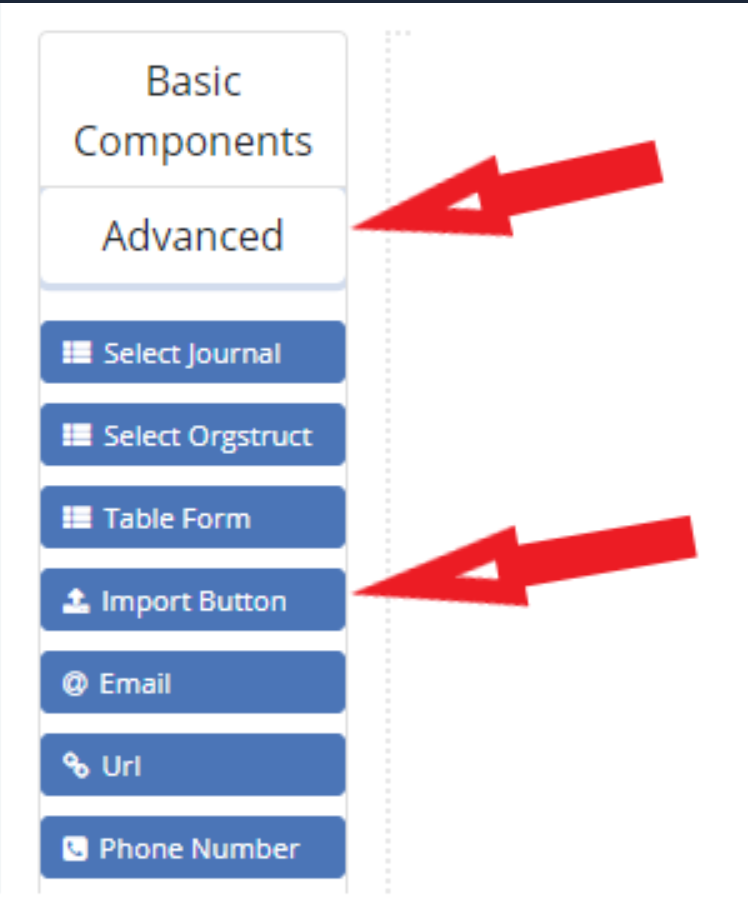 Basic
Components
Advanced
Select Journal
Select Orgstruct
Table Form
Import Button
@ Email
Url
Phone Number